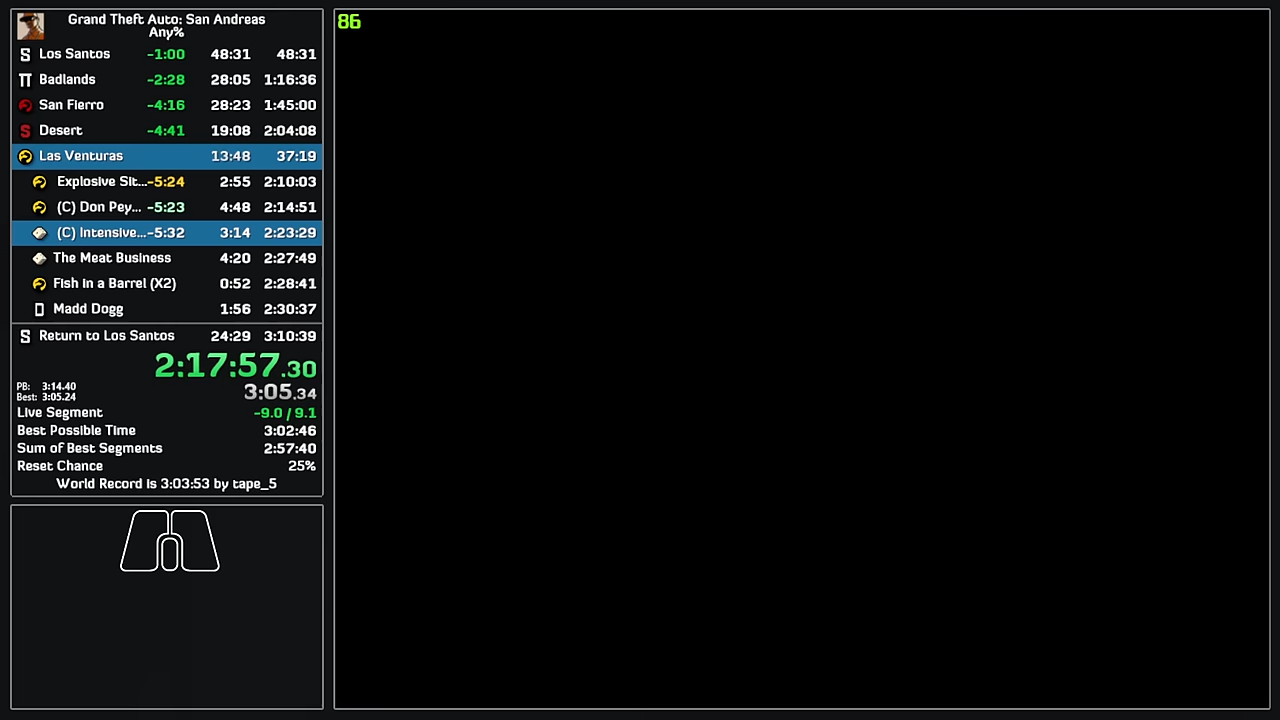 Grand Theft Auto: San Andreas
Any%
Los Santos -1:00 48:31 48:31
Badlands -2:28 28:05 1:16:36
San Fierro -4:16 28:23 1:45:00
Desert -4:41 19:08 2:04:08
Las Venturas 13:48 37:19
Explosive Sit... -5:24 2:55 2:10:03
(C) Don Pey... -5:23 4:48 2:14:51
(C) Intensive... -5:32 3:14 2:23:29
The Meat Business 4:20 2:27:49
Fish in a Barrel (X2) 0:52 2:28:41
Madd Dogg 1:56 2:30:37
S Return to Los Santos 24:29 3:10:39
2:17:57.30
PB: 3:14.40
Best: 3:05.24
3:05.34
Live Segment -9.0 / 9.1
Best Possible Time 3:02:46
Sum of Best Segments 2:57:40
Reset Chance 25%
World Record is 3:03:53 by tape_5
86